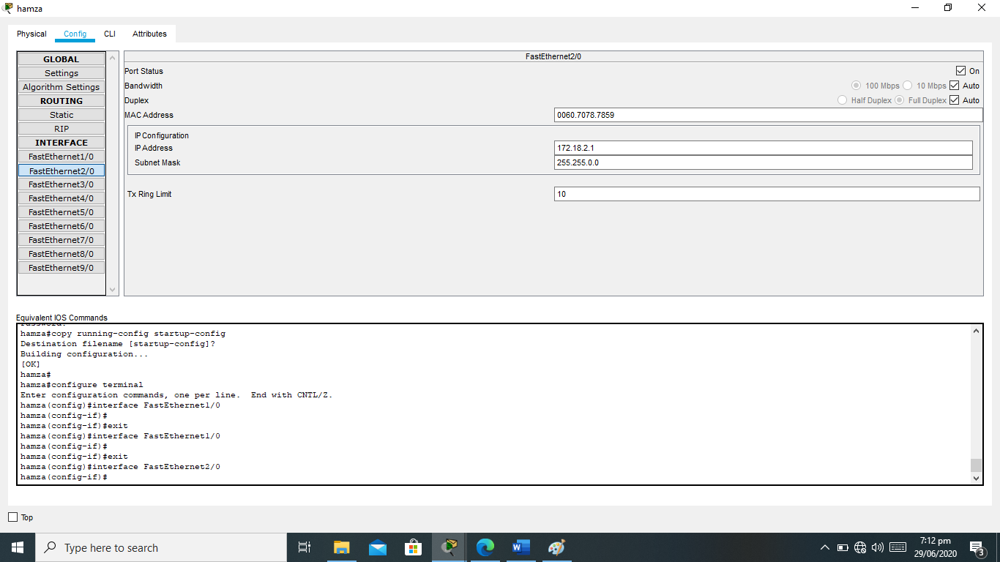 hamza
Physical Config CLI Attributes
GLOBAL
Settings
Algorithm Settings
ROUTING
Static
RIP
INTERFACE
FastEthernet1/0
FastEthernet2/0
FastEthernet3/0
FastEthernet4/0
FastEthernet5/0
FastEthernet6/0
FastEthernet7/0
FastEthernet8/0
FastEthernet9/0
FastEthernet2/0
Port Status On
Bandwidth 100 Mbps 10 Mbps Auto
Duplex Half Duplex Full Duplex Auto
MAC Address 0060.7078.7859
IP Configuration
IP Address 172.18.2.1
Subnet Mask 255.255.0.0
Tx Ring Limit 10
Equivalent IOS Commands
hamza#copy running-config startup-config
Destination filename [startup-config]?
Building configuration...
[OK]
hamza#
hamza#configure terminal
Enter configuration commands, one per line. End with CNTL/Z.
hamza(config)#interface FastEthernet1/0
hamza(config-if)#
hamza(config-if)#exit
hamza(config)#interface FastEthernet1/0
hamza(config-if)#
hamza(config-if)#exit
hamza(config)#interface FastEthernet2/0
hamza(config-if)#
Top
Type here to search
7:12 pm
29/06/2020
3